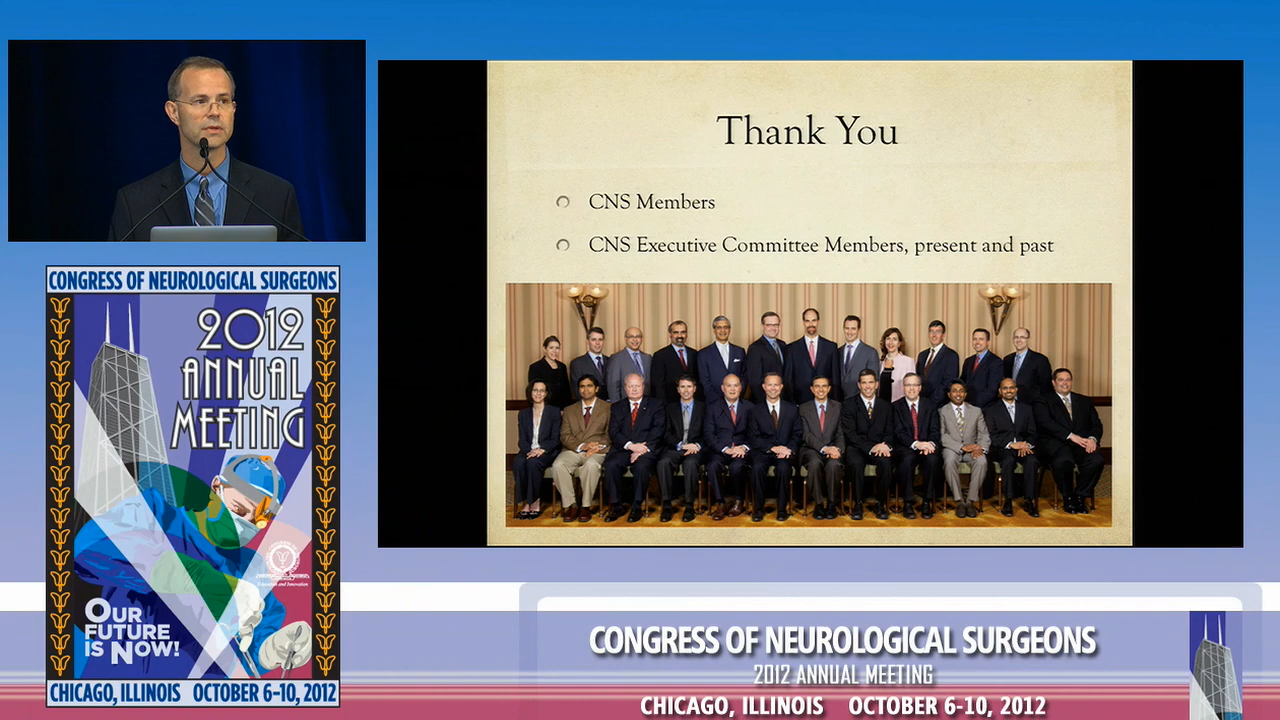 Thank You
CNS Members
CNS Executive Committee Members, present and past
CONGRESS OF NEUROLOGICAL SURGEONS
2012
ANNUAL
MEETING
OUR
FUTURE
IS NOW!
CHICAGO, ILLINOIS OCTOBER 6-10, 2012
CONGRESS OF NEUROLOGICAL SURGEONS
2012 ANNUAL MEETING
CHICAGO, ILLINOIS OCTOBER 6-10, 2012